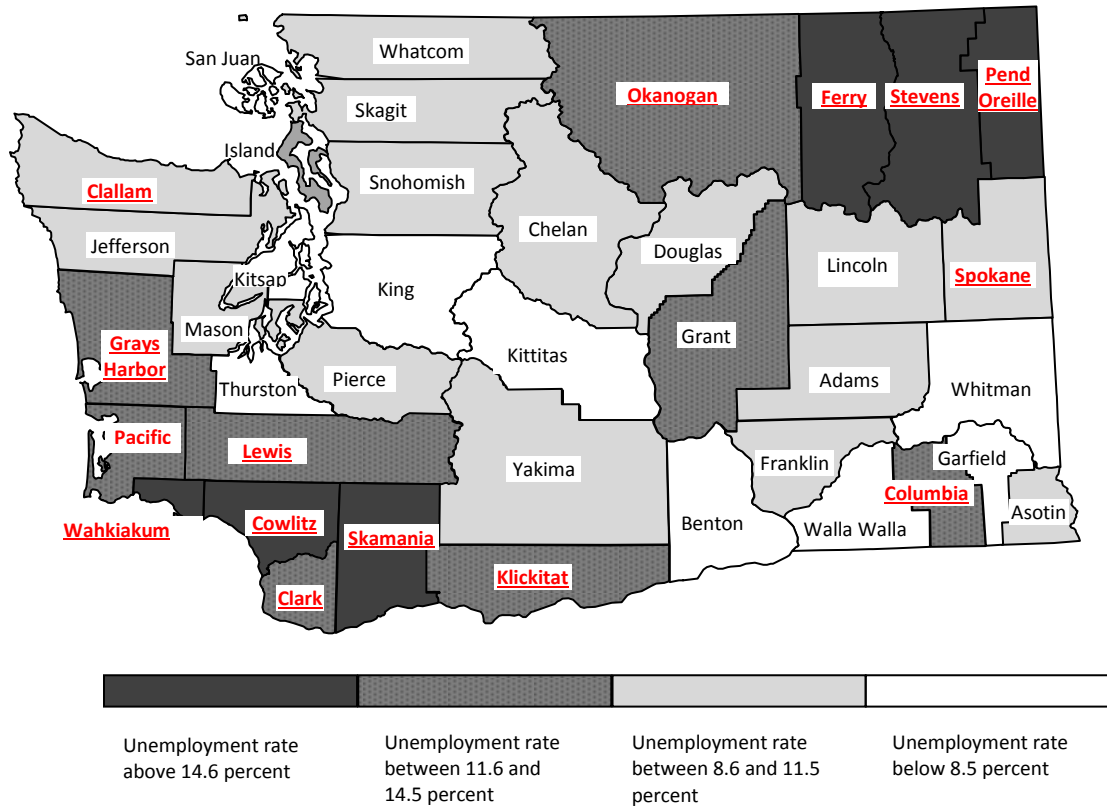 Whatcom
San Juan
Okanogan
Ferry
Stevens
Pend
Oreille
Skagit
Island
Clallam
Snohomish
Chelan
Jefferson
Douglas
Lincoln
Spokane
Kitsap
King
Mason
Grant
Grays
Harbor
Kittitas
Thurston
Pierce
Adams
Whitman
Pacific
Lewis
Yakima
Franklin
Garfield
Columbia
Asotin
Wahkiakum
Cowlitz
Skamania
Benton
Walla Walla
Klickitat
Clark
Unemployment rate
above 14.6 percent
Unemployment rate
between 11.6 and
14.5 percent
Unemployment rate
between 8.6 and 11.5
percent
Unemployment rate
below 8.5 percent